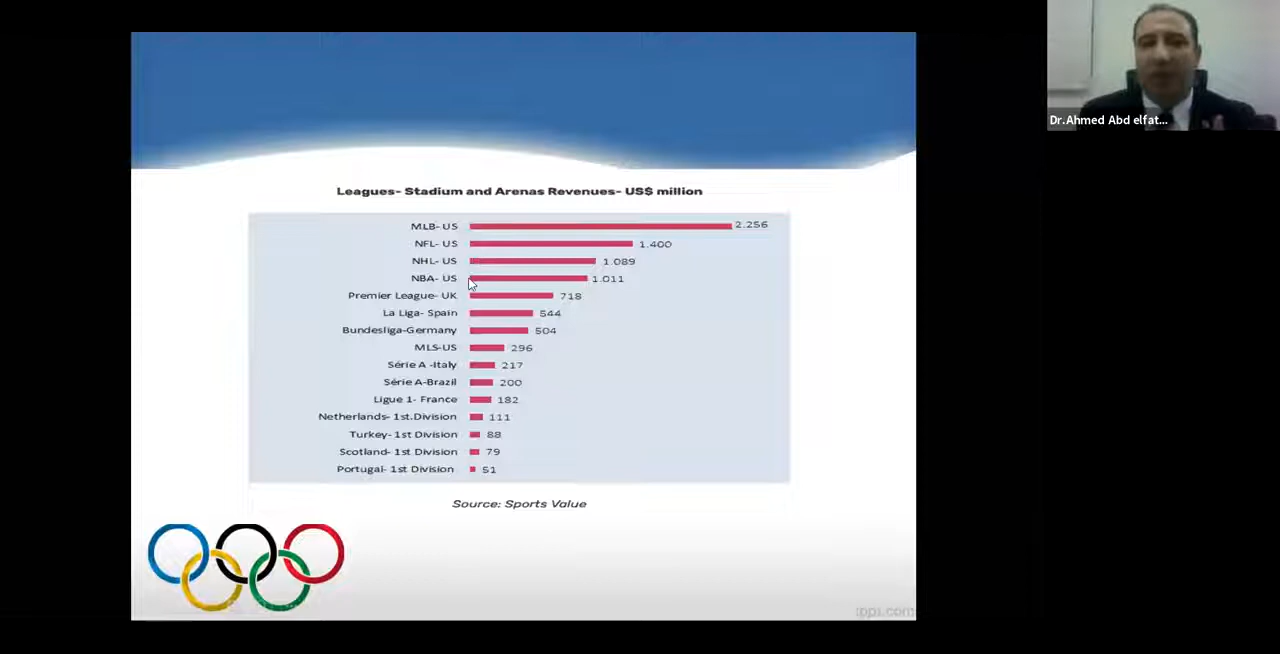 Dr.Ahmed Abd elfat...
Leagues- Stadium and Arenas Revenues- US$ million
MLB- US 2.256
NFL- US 1.400
NHL- US 1.089
NBA- US 1.011
Premier League- UK 718
La Liga- Spain 544
Bundesliga-Germany 504
MLS-US 296
Série A -Italy 217
Série A-Brazil 200
Ligue 1- France 182
Netherlands- 1st.Division 111
Turkey- 1st Division 88
Scotland- 1st Division 79
Portugal- 1st Division 51
Source: Sports Value